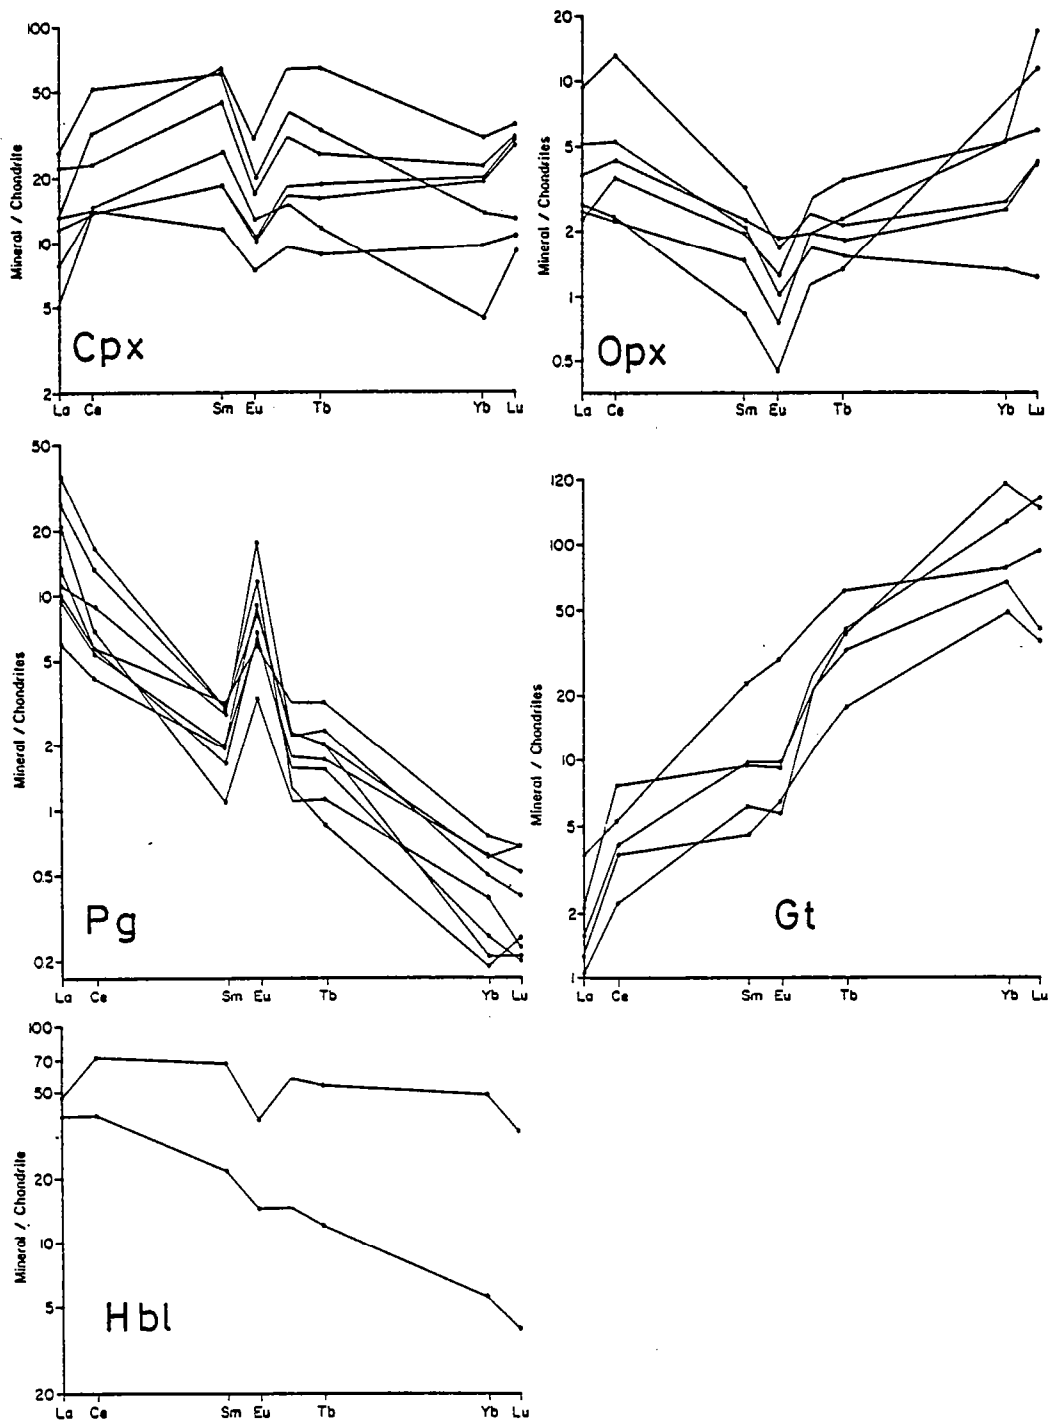 100
50
20
10
5
2
Mineral / Chondrite
Cpx
La Ce Sm Eu Tb Yb Lu
20
10
5
2
1
0.5
Mineral / Chondrites
Opx
La Ce Sm Eu Tb Yb Lu
50
20
10
5
2
1
0.5
0.2
Mineral / Chondrites
Pg
La Ce Sm Eu Tb Yb Lu
120
100
50
20
10
5
2
1
Mineral / Chondrites
Gt
La Ce Sm Eu Tb Yb Lu
100
70
50
20
10
5
20
Mineral / Chondrite
Hbl
La Ce Sm Eu Tb Yb Lu